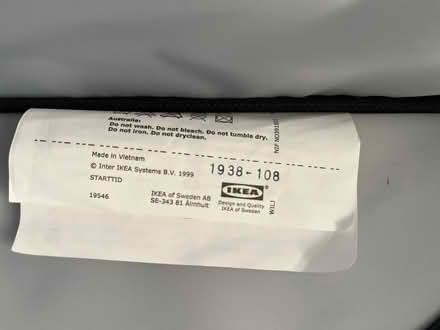 Australia:
Do not wash. Do not bleach. Do not tumble dry.
Do not iron. Do not dryclean.
Made in Vietnam
© Inter IKEA Systems B.V. 1999
STARTTID
19546
1938-108
IKEA of Sweden AB
SE-343 81 Älmhult
IKEA
Design and Quality
IKEA of Sweden